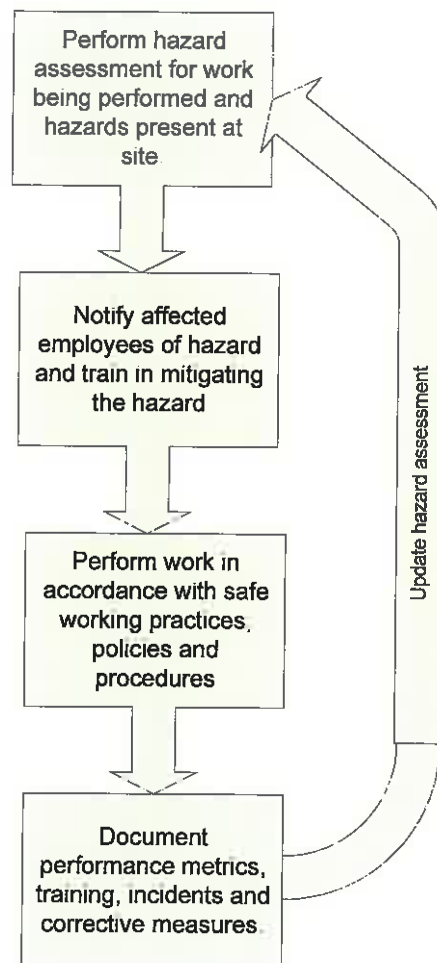 Perform hazard
assessment for work
being performed and
hazards present at
site
Notify affected
employees of hazard
and train in mitigating
the hazard
Perform work in
accordance with safe
working practices,
policies and
procedures
Document
performance metrics,
training, incidents and
corrective measures
Update hazard assessment